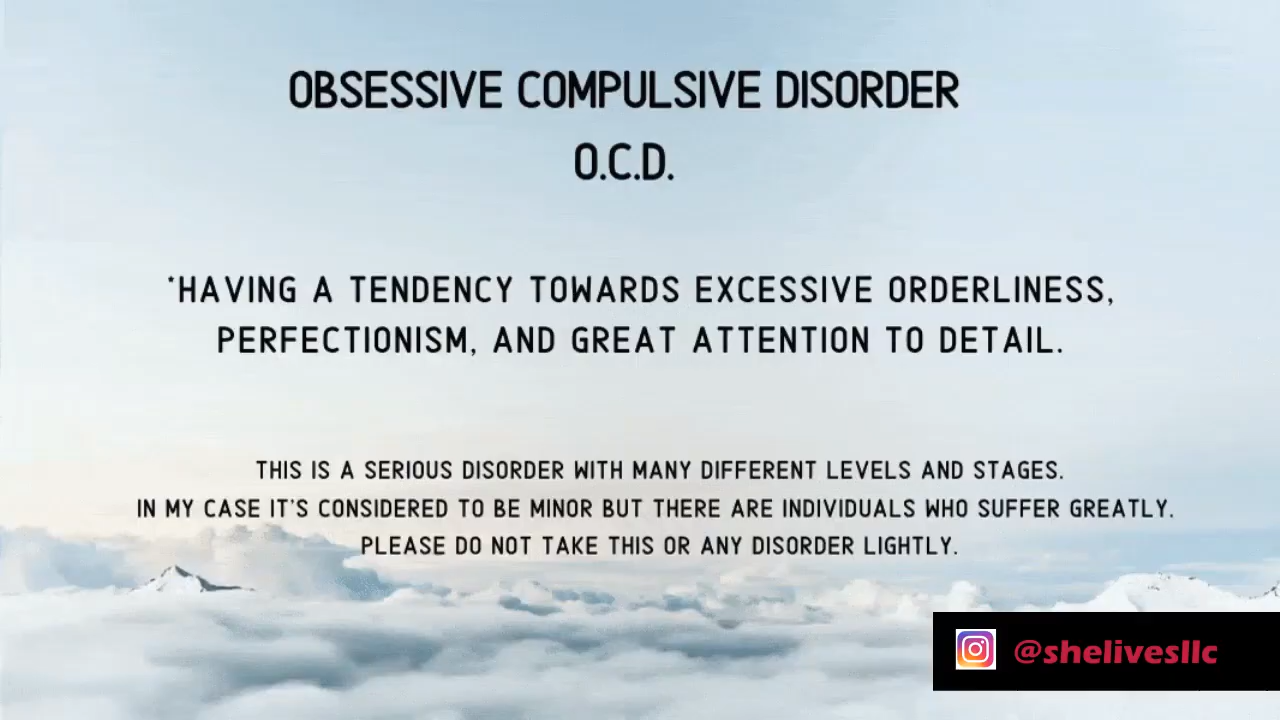 OBSESSIVE COMPULSIVE DISORDER
O.C.D.
*HAVING A TENDENCY TOWARDS EXCESSIVE ORDERLINESS,
PERFECTIONISM, AND GREAT ATTENTION TO DETAIL.
THIS IS A SERIOUS DISORDER WITH MANY DIFFERENT LEVELS AND STAGES.
IN MY CASE IT'S CONSIDERED TO BE MINOR BUT THERE ARE INDIVIDUALS WHO SUFFER GREATLY.
PLEASE DO NOT TAKE THIS OR ANY DISORDER LIGHTLY.
@shelivesllc